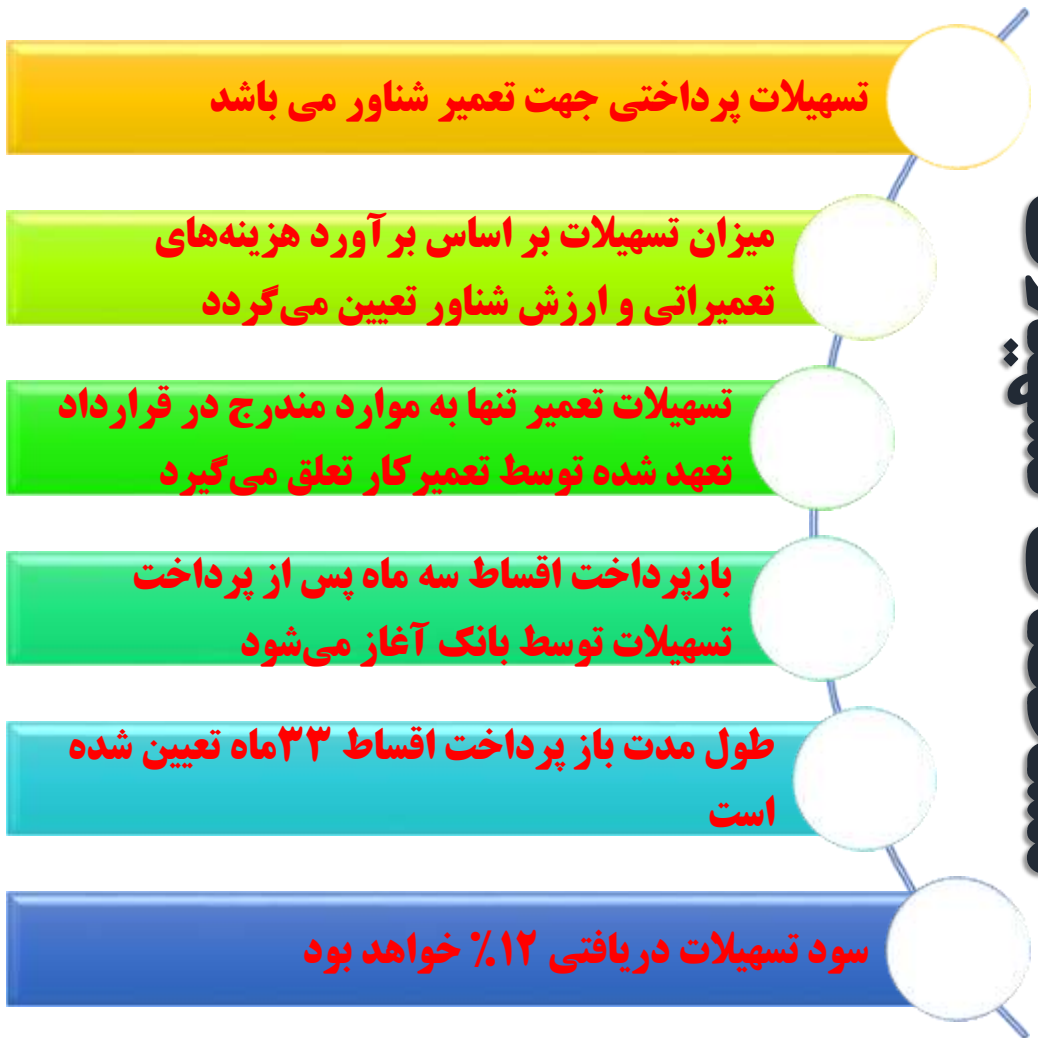 تسهیلات پرداختی جهت تعمیر شناور می باشد
میزان تسهیلات بر اساس برآورد هزینه‌های
تعمیراتی و ارزش شناور تعیین می‌گردد
تسهیلات تعمیر تنها به موارد مندرج در قرارداد
تعهد شده توسط تعمیرکار تعلق می‌گیرد
بازپرداخت اقساط سه ماه پس از پرداخت
تسهیلات توسط بانک آغاز می‌شود
طول مدت باز پرداخت اقساط ۳۳ماه تعیین شده
است
سود تسهیلات دریافتی ۱۲٪ خواهد بود